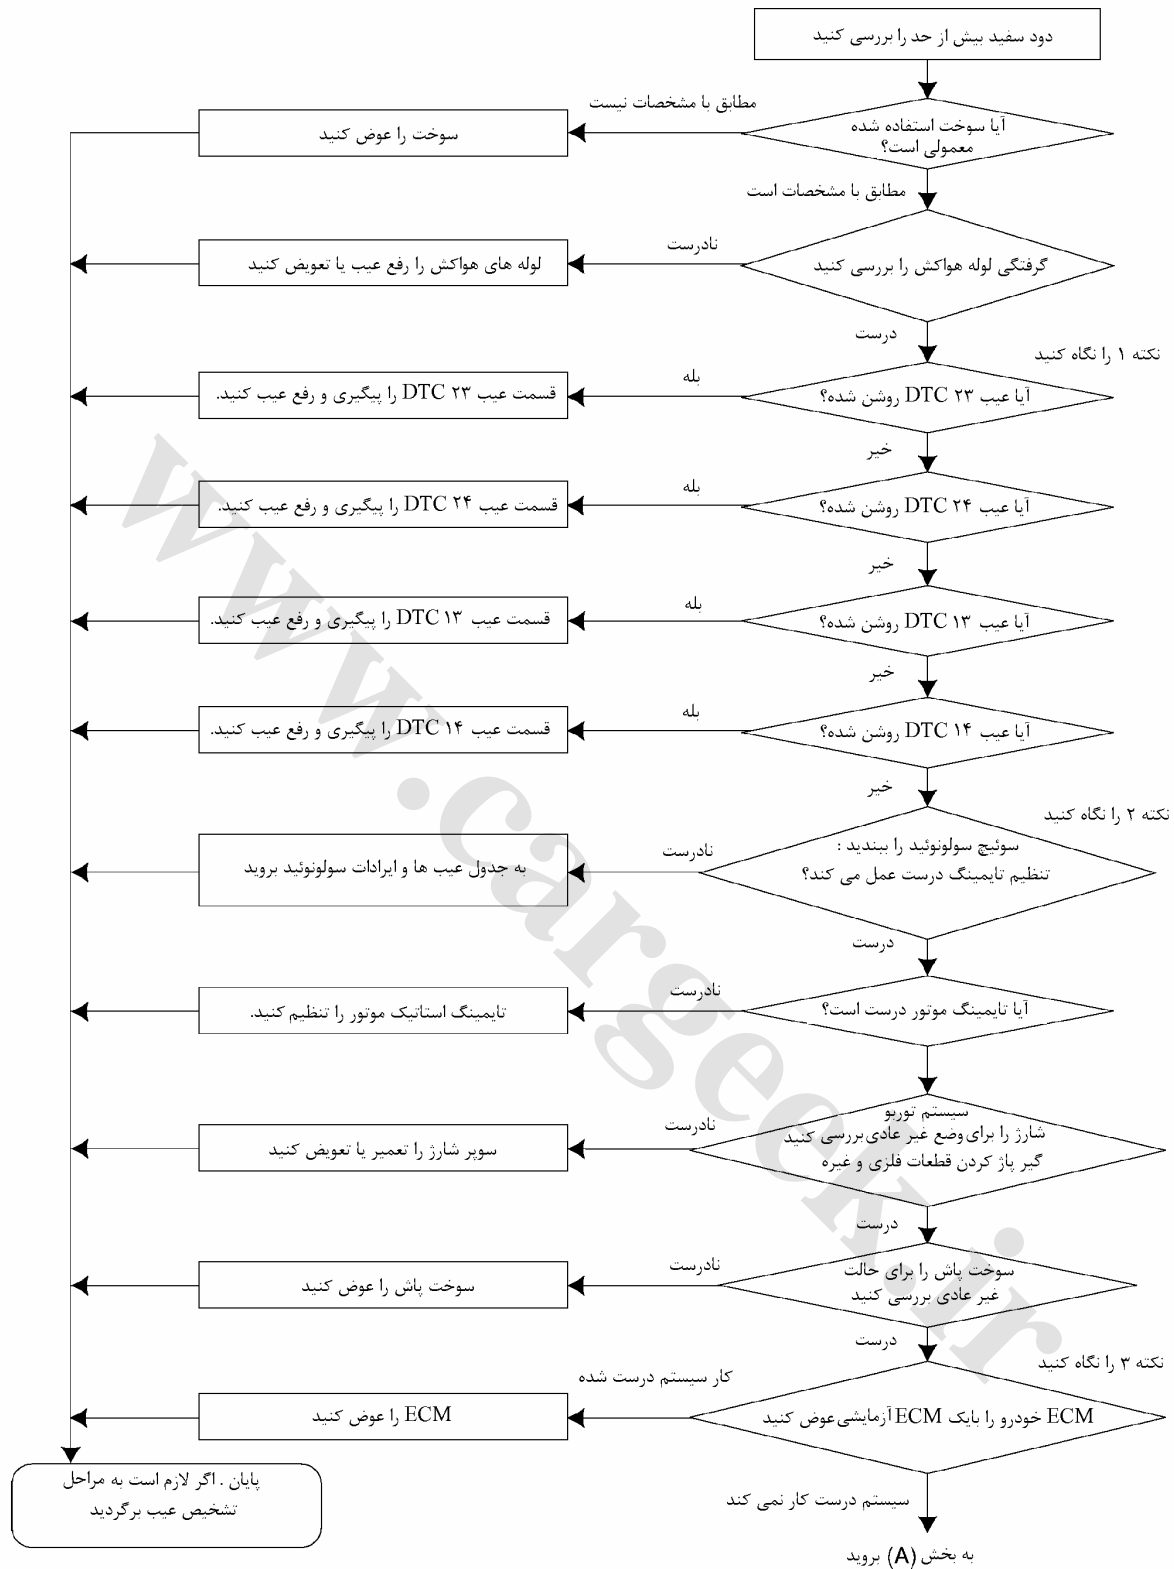 دود سفید بیش از حد را بررسی کنید
مطابق با مشخصات نیست
آیا سوخت استفاده شده
معمولی است؟
سوخت را عوض کنید
مطابق با مشخصات است
نادرست
گرفتگی لوله هواکش را بررسی کنید
لوله های هواکش را رفع عیب یا تعویض کنید
درست
نکته ۱ را نگاه کنید
بله
آیا عیب DTC ۲۳ روشن شده؟
قسمت عیب DTC ۲۳ را پیگیری و رفع عیب کنید.
خیر
بله
آیا عیب DTC ۲۴ روشن شده؟
قسمت عیب DTC ۲۴ را پیگیری و رفع عیب کنید.
خیر
بله
آیا عیب DTC ۱۳ روشن شده؟
قسمت عیب DTC ۱۳ را پیگیری و رفع عیب کنید.
خیر
بله
آیا عیب DTC ۱۴ روشن شده؟
قسمت عیب DTC ۱۴ را پیگیری و رفع عیب کنید.
خیر
نکته ۲ را نگاه کنید
سوئیچ سولونوئید را ببندید :
تنظیم تایمینگ درست عمل می کند؟
نادرست
به جدول عیب ها و ایرادات سولونوئید بروید
درست
نادرست
آیا تایمینگ موتور درست است؟
تایمینگ استاتیک موتور را تنظیم کنید.
سیستم توربو
شارژ را برای وضع غیر عادی بررسی کنید
گیر پاژ کردن قطعات فلزی و غیره
نادرست
سوپر شارژ را تعمیر یا تعویض کنید
درست
سوخت پاش را برای حالت
غیر عادی بررسی کنید
نادرست
سوخت پاش را عوض کنید
درست
نکته ۳ را نگاه کنید
کار سیستم درست شده
ECM خودرو را بایک ECM آزمایشی عوض کنید
ECM را عوض کنید
پایان . اگر لازم است به مراحل
تشخیص عیب برگردید
سیستم درست کار نمی کند
به بخش (A) بروید
www.cargeek.ir